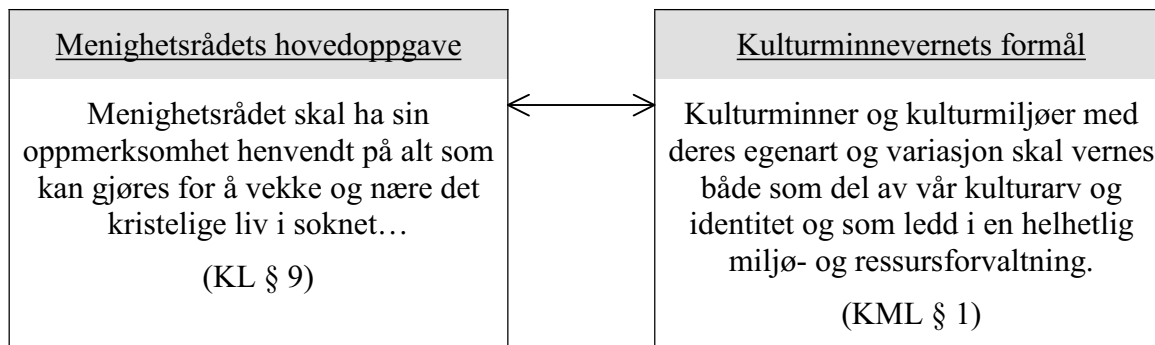 Menighetsrådets hovedoppgave
Menighetsrådet skal ha sin
oppmerksomhet henvendt på alt som
kan gjøres for å vekke og nære det
kristelige liv i soknet…
(KL § 9)
Kulturminnevernets formål
Kulturminner og kulturmiljøer med
deres egenart og variasjon skal vernes
både som del av vår kulturarv og
identitet og som ledd i en helhetlig
miljø- og ressursforvaltning.
(KML § 1)